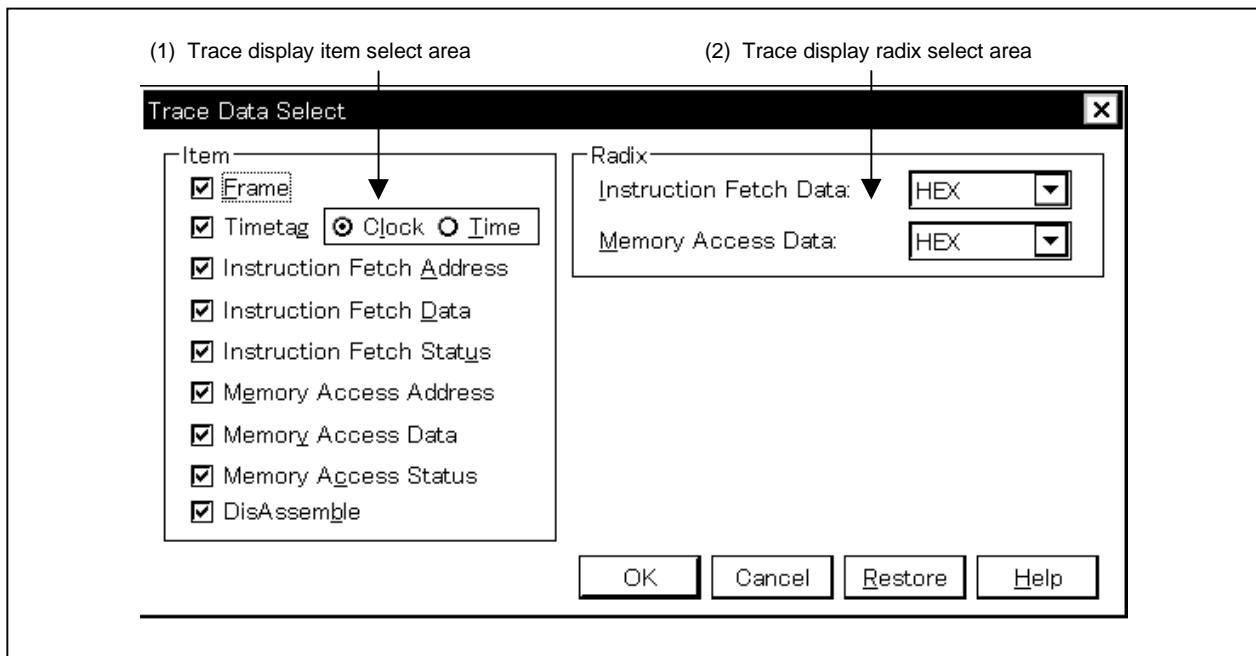 (1) Trace display item select area
(2) Trace display radix select area
Trace Data Select
Item
Frame
Timetag Clock Time
Instruction Fetch Address
Instruction Fetch Data
Instruction Fetch Status
Memory Access Address
Memory Access Data
Memory Access Status
DisAssemble
Radix
Instruction Fetch Data: HEX
Memory Access Data: HEX
OK Cancel Restore Help